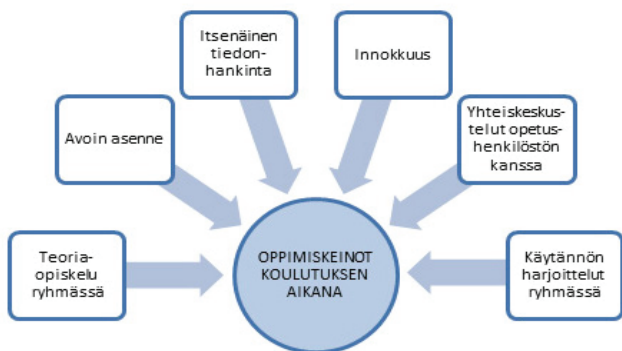 Itsenäinen
tiedon-
hankinta
Innokkuus
Avoin asenne
Yhteiskeskus-
telut opetus-
henkilöstön
kanssa
Teoria-
opiskelu
ryhmässä
OPPIMISKEINOT
KOULUTUKSEN
AIKANA
Käytännön
harjoittelut
ryhmässä